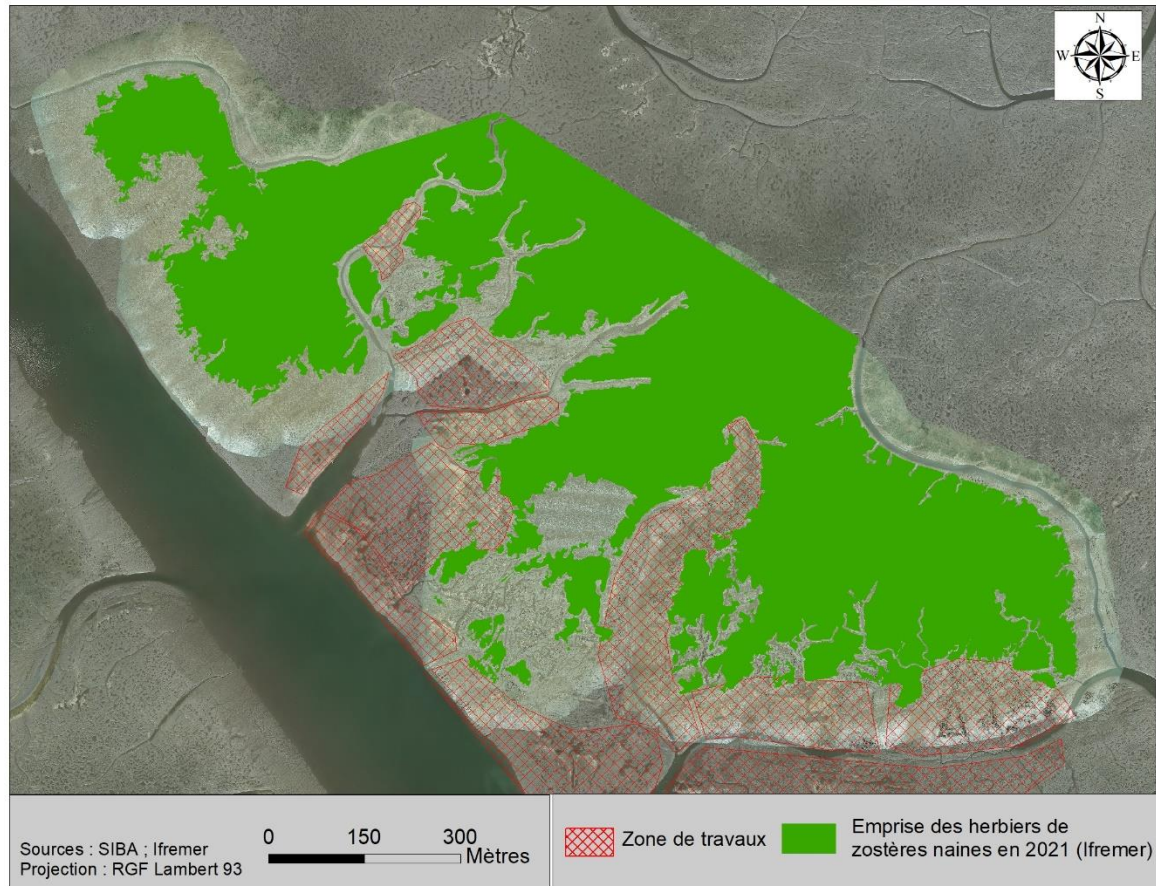 N
W E
S
Sources : SIBA ; Ifremer
Projection : RGF Lambert 93
0 150 300
Mètres
Zone de travaux
Emprise des herbiers de
zostères naines en 2021 (Ifremer)